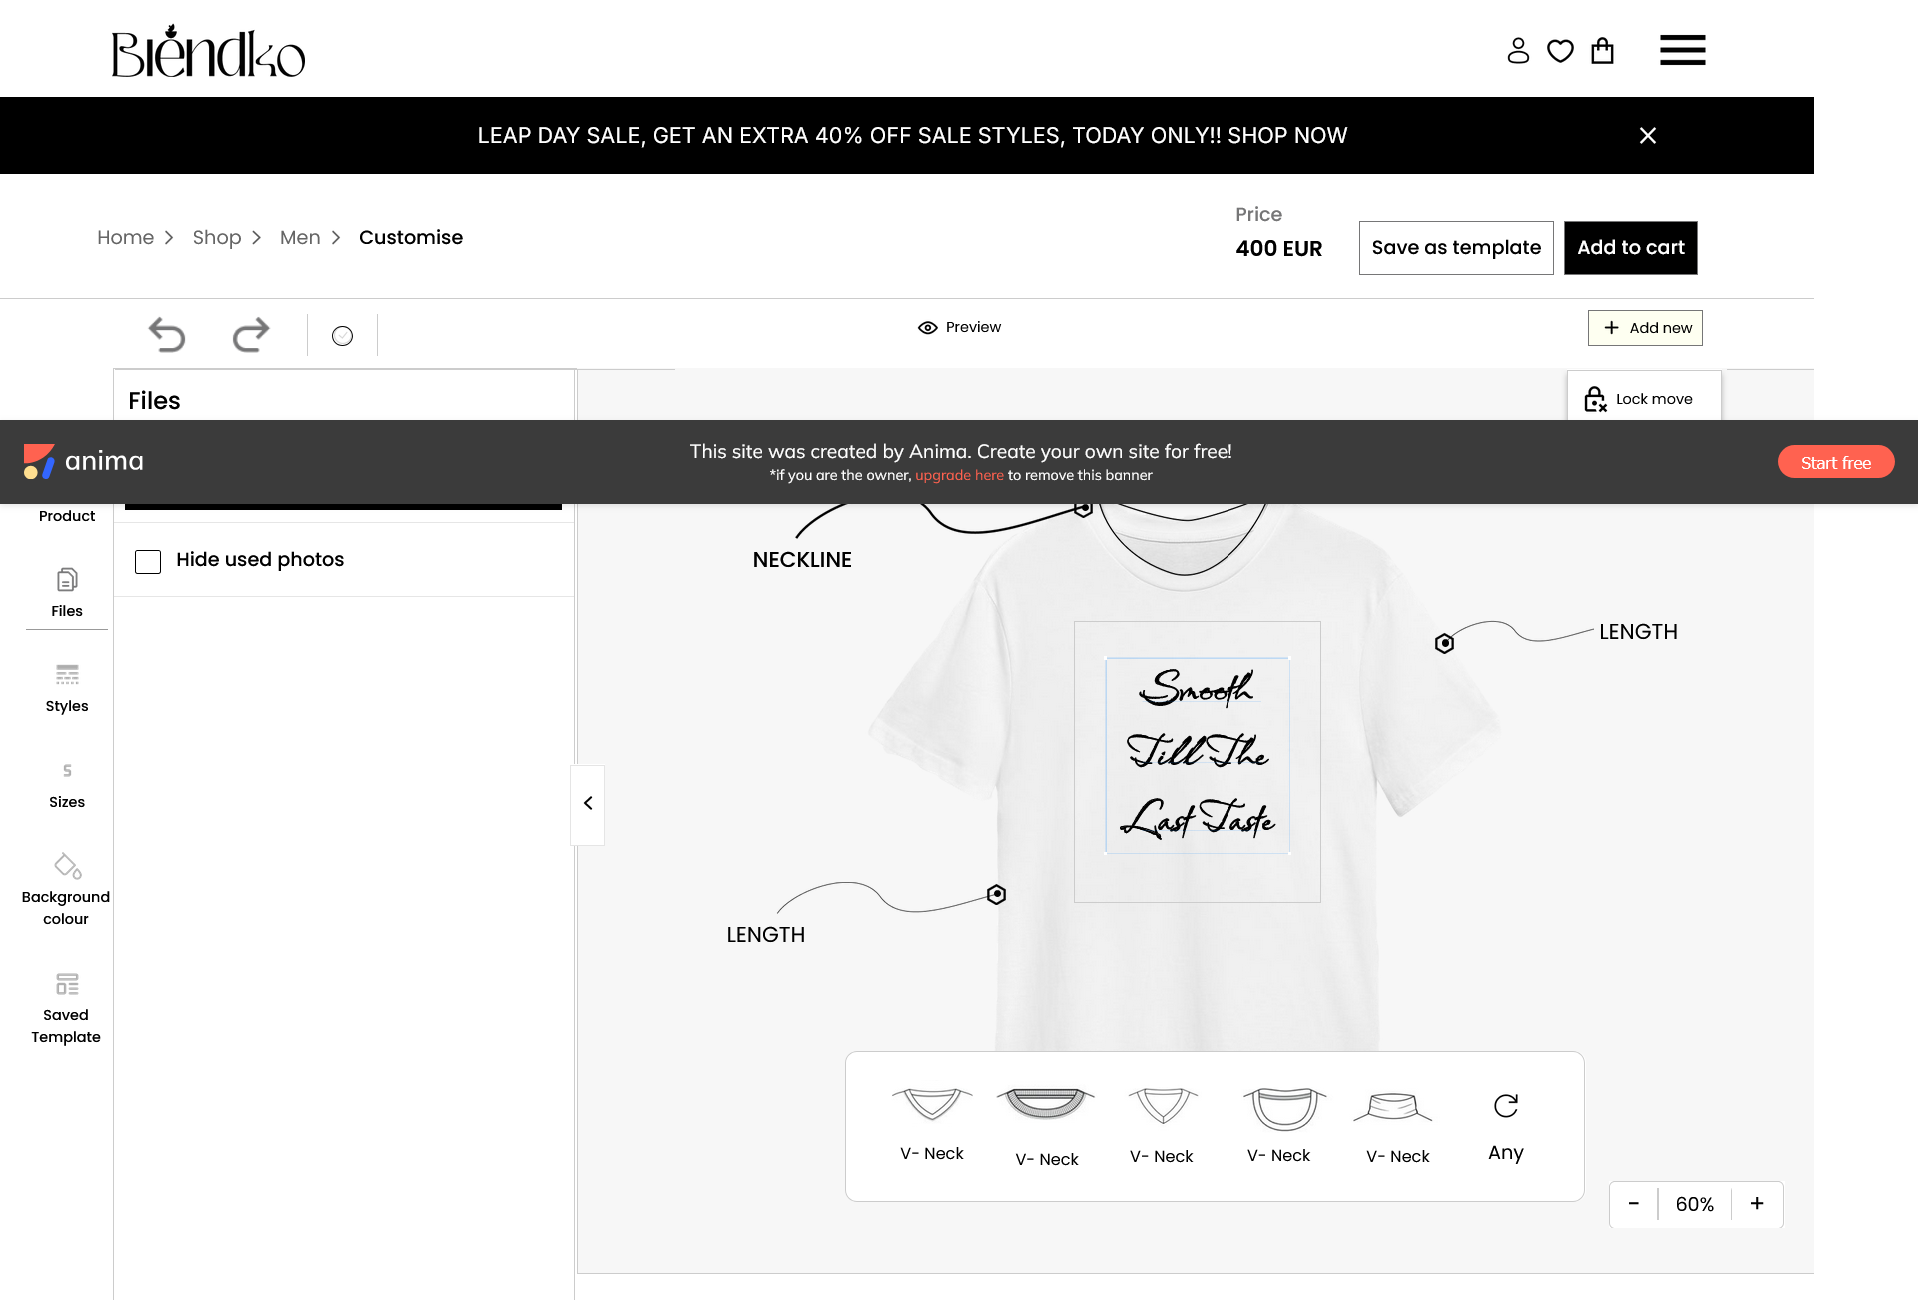 Biendko
LEAP DAY SALE, GET AN EXTRA 40% OFF SALE STYLES, TODAY ONLY!! SHOP NOW
Home
Shop
Men
Customise
Price
400 EUR
Save as template
Add to cart
Preview
Add new
Files
Lock move
anima
This site was created by Anima. Create your own site for free!
*if you are the owner, upgrade here to remove this banner
Start free
Product
Files
Styles
S
Sizes
Background
colour
Saved
Template
Hide used photos
NECKLINE
LENGTH
Smooth
Till The
Last Taste
LENGTH
V- Neck
V- Neck
V- Neck
V- Neck
V- Neck
Any
- 60% +